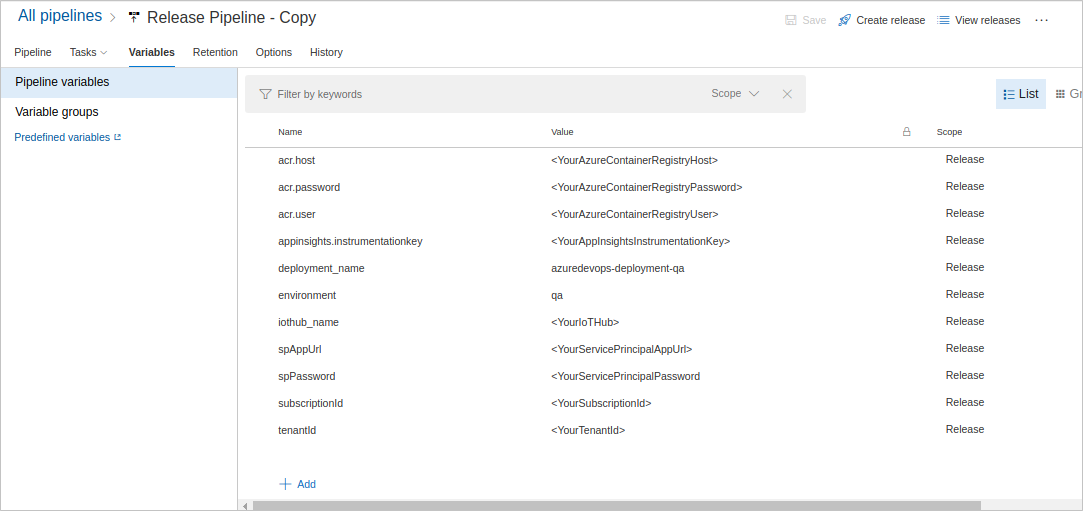 All pipelines > Release Pipeline - Copy
Save Create release View releases ...
Pipeline Tasks Variables Retention Options History
Pipeline variables
Variable groups
Predefined variables
Filter by keywords Scope
List Gr
Name Value Scope
acr.host <YourAzureContainerRegistryHost> Release
acr.password <YourAzureContainerRegistryPassword> Release
acr.user <YourAzureContainerRegistryUser> Release
appinsights.instrumentationkey <YourAppInsightsInstrumentationKey> Release
deployment_name azuredevops-deployment-qa Release
environment qa Release
iothub_name <YourIoTHub> Release
spAppUrl <YourServicePrincipalAppUrl> Release
spPassword <YourServicePrincipalPassword Release
subscriptionId <YourSubscriptionId> Release
tenantId <YourTenantId> Release
Add